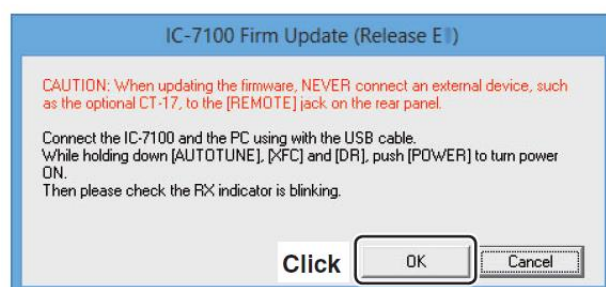 IC-7100 Firm Update (Release E )
CAUTION: When updating the firmware, NEVER connect an external device, such
as the optional CT-17, to the [REMOTE] jack on the rear panel.
Connect the IC-7100 and the PC using with the USB cable.
While holding down [AUTOTUNE], [XFC] and [DR], push [POWER] to turn power
ON.
Then please check the RX indicator is blinking.
Click OK Cancel